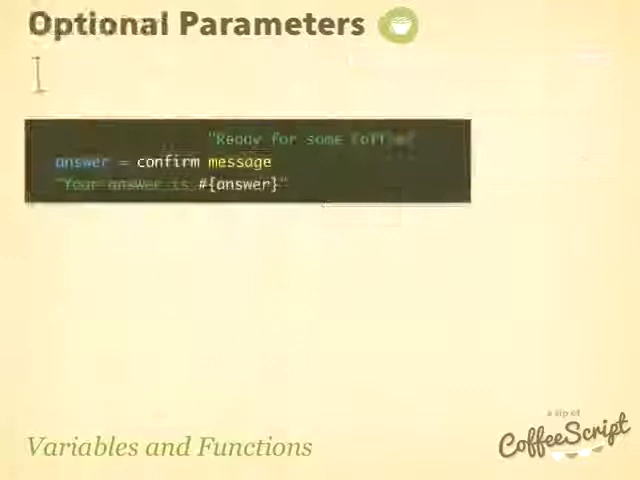 Optional Parameters
"Ready for some Coffee?
answer = confirm message
"Your answer is #{answer}"
Variables and Functions
a sip of
CoffeeScript